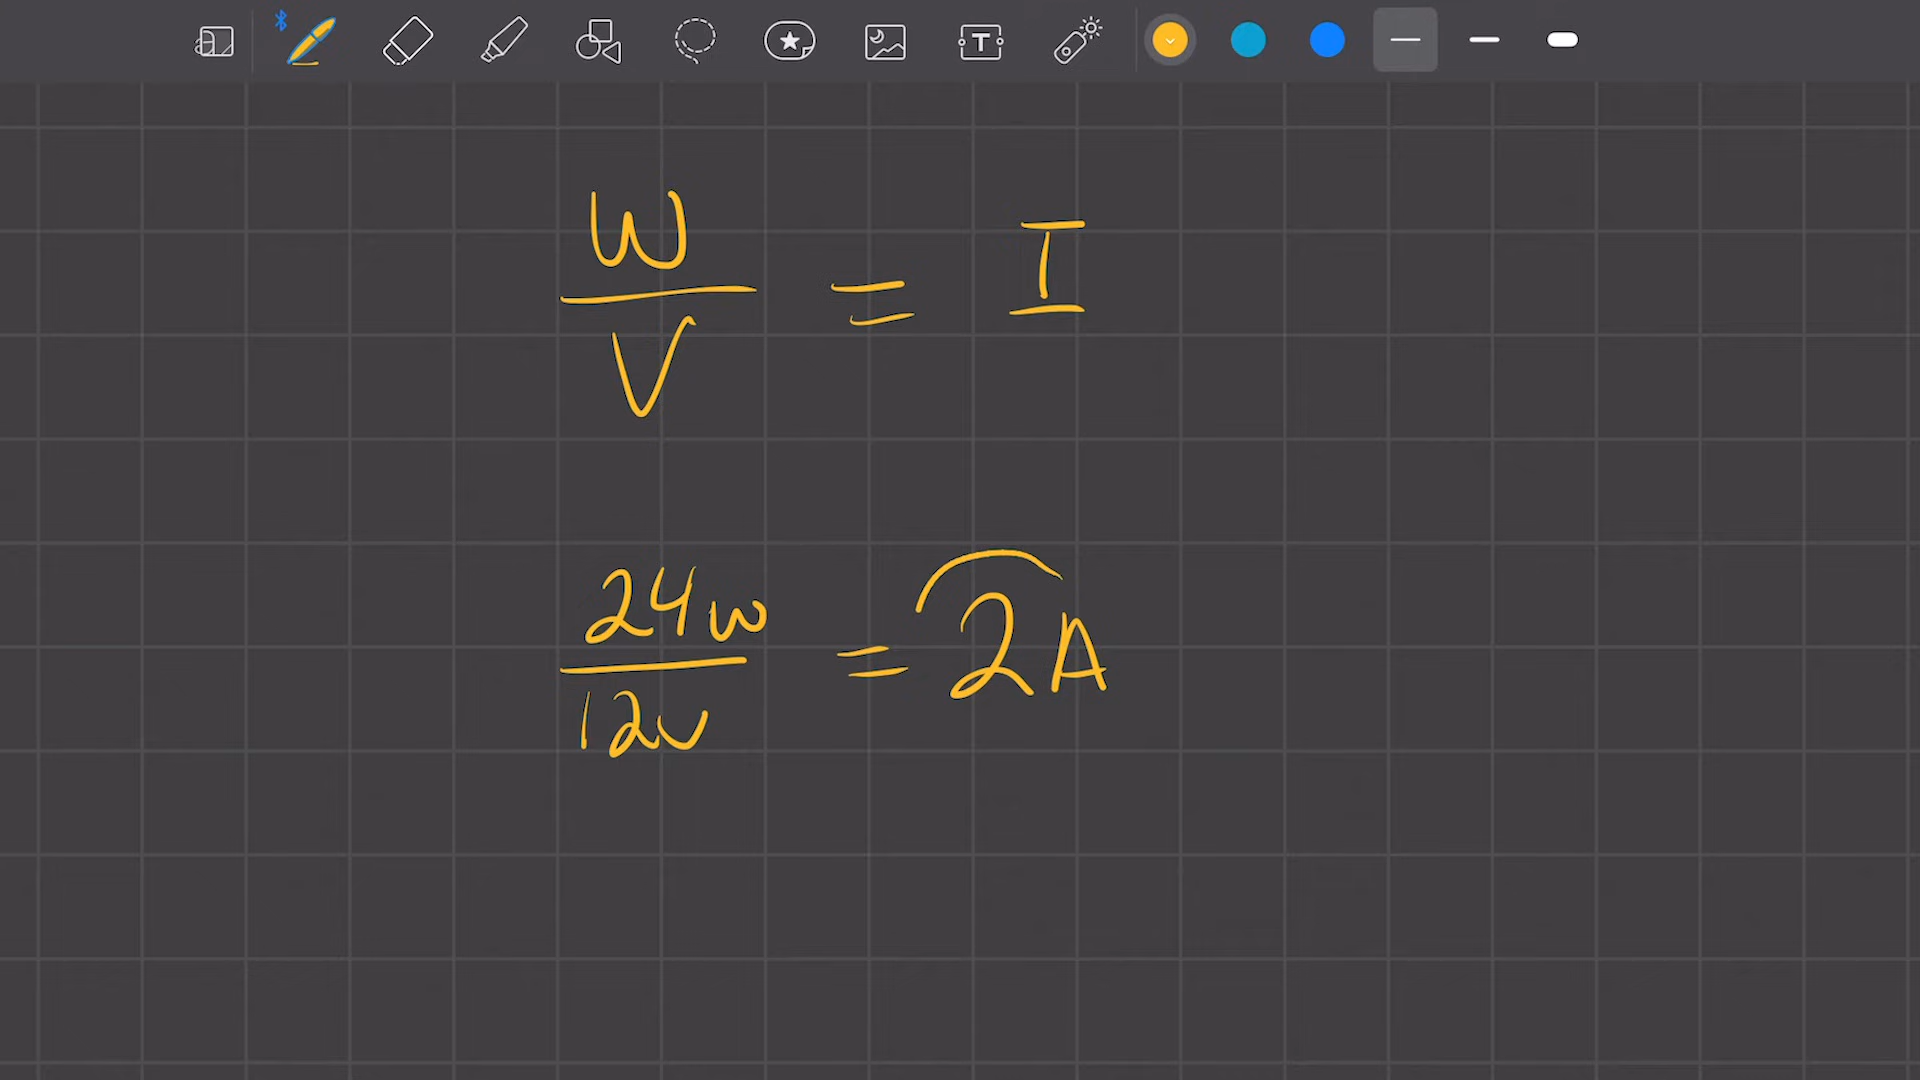 W
V
= I
24w
12v
= 2A